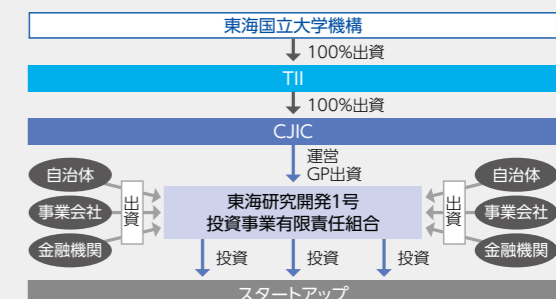 東海国立大学機構
100%出資
TII
100%出資
CJIC
運営
GP出資
自治体
事業会社
金融機関
出資
東海研究開発1号
投資事業有限責任組合
出資
自治体
事業会社
金融機関
投資
投資
投資
スタートアップ